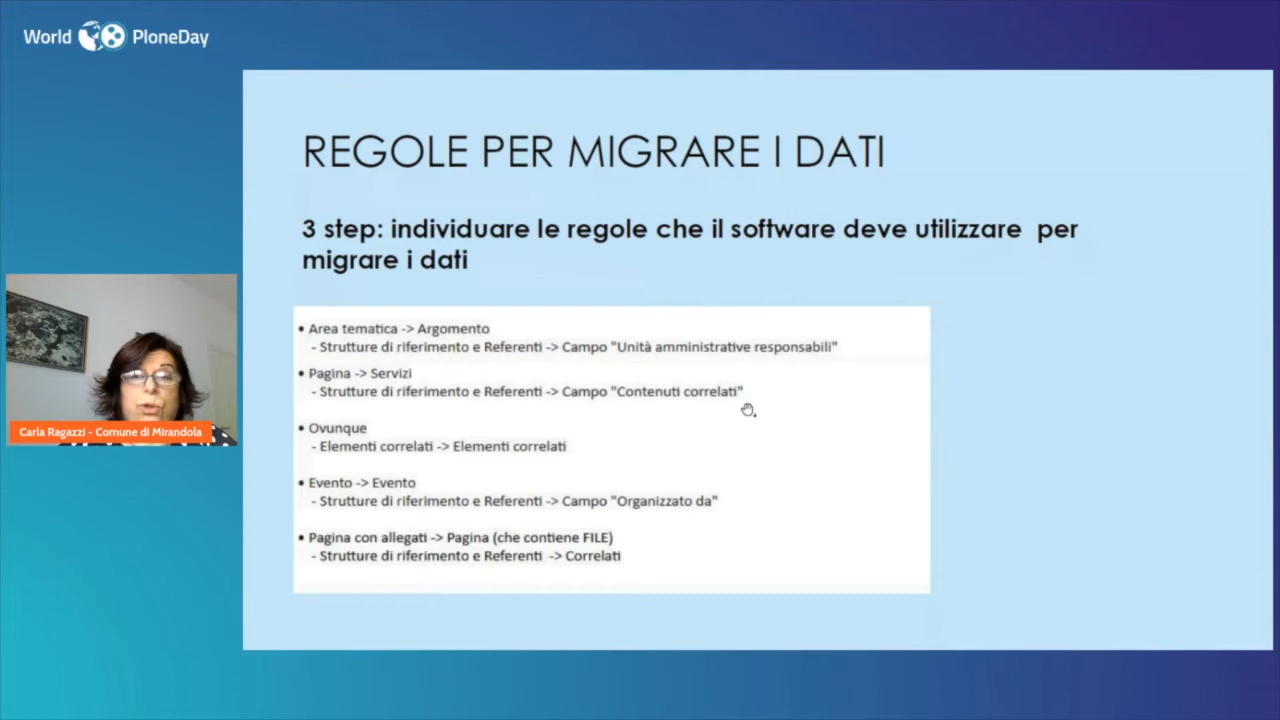 World PloneDay
REGOLE PER MIGRARE I DATI
3 step: individuare le regole che il software deve utilizzare per
migrare i dati
• Area tematica -> Argomento
- Strutture di riferimento e Referenti -> Campo "Unità amministrative responsabili"
• Pagina -> Servizi
- Strutture di riferimento e Referenti -> Campo "Contenuti correlati"
• Ovunque
- Elementi correlati -> Elementi correlati
• Evento -> Evento
- Strutture di riferimento e Referenti -> Campo "Organizzato da"
• Pagina con allegati -> Pagina (che contiene FILE)
- Strutture di riferimento e Referenti -> Correlati
Carla Ragazzi - Comune di Mirandola